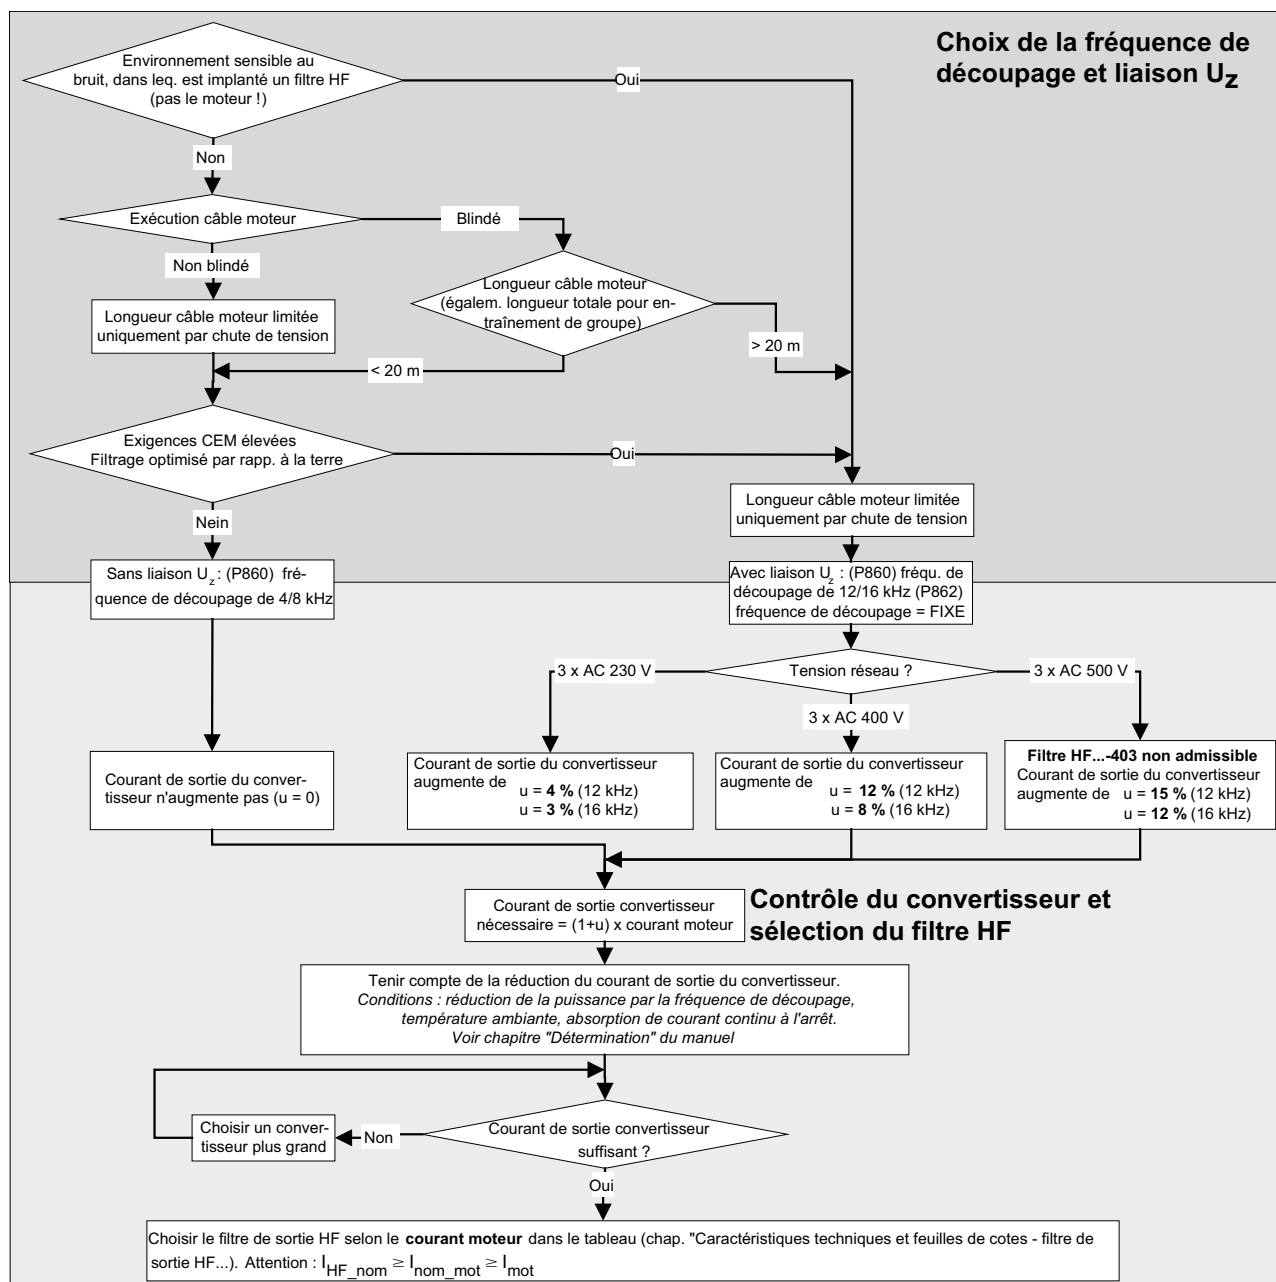 Choix de la fréquence de
découpage et liaison Uz
Environnement sensible au
bruit, dans leq. est implanté un filtre HF
(pas le moteur !)
Oui
Non
Exécution câble moteur
Blindé
Non blindé
Longueur câble moteur
(égalem. longueur totale pour en-
traînement de groupe)
Longueur câble moteur limitée
uniquement par chute de tension
> 20 m
< 20 m
Exigences CEM élevées
Filtrage optimisé par rapp. à la terre
Oui
Longueur câble moteur limitée
uniquement par chute de tension
Nein
Sans liaison Uz : (P860) fré-
quence de découpage de 4/8 kHz
Avec liaison Uz : (P860) fréqu. de
découpage de 12/16 kHz (P862)
fréquence de découpage = FIXE
Tension réseau ?
3 x AC 230 V
3 x AC 500 V
3 x AC 400 V
Courant de sortie du conver-
tisseur n'augmente pas (u = 0)
Courant de sortie du convertisseur
augmente de
u = 4 % (12 kHz)
u = 3 % (16 kHz)
Courant de sortie du convertisseur
augmente de
u = 12 % (12 kHz)
u = 8 % (16 kHz)
Filtre HF...-403 non admissible
Courant de sortie du convertisseur
augmente de u = 15 % (12 kHz)
u = 12 % (16 kHz)
Contrôle du convertisseur et
sélection du filtre HF
Courant de sortie convertisseur
nécessaire = (1+u) x courant moteur
Tenir compte de la réduction du courant de sortie du convertisseur.
Conditions : réduction de la puissance par la fréquence de découpage,
température ambiante, absorption de courant continu à l'arrêt.
Voir chapitre "Détermination" du manuel
Choisir un conver-
tisseur plus grand
Non
Courant de sortie convertisseur
suffisant ?
Oui
Choisir le filtre de sortie HF selon le courant moteur dans le tableau (chap. "Caractéristiques techniques et feuilles de cotes - filtre de
sortie HF...). Attention : I_HF_nom ≥ I_nom_mot ≥ I_mot